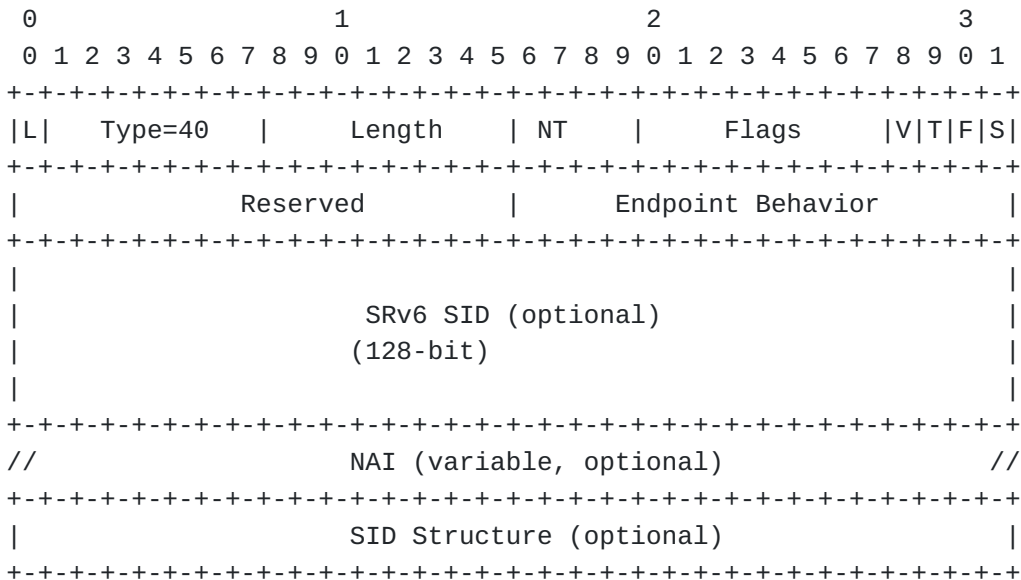 0                   1                   2                   3
 0 1 2 3 4 5 6 7 8 9 0 1 2 3 4 5 6 7 8 9 0 1 2 3 4 5 6 7 8 9 0 1
+-+-+-+-+-+-+-+-+-+-+-+-+-+-+-+-+-+-+-+-+-+-+-+-+-+-+-+-+-+-+-+-+
|L|   Type=40   |     Length    | NT    |     Flags     |V|T|F|S|
+-+-+-+-+-+-+-+-+-+-+-+-+-+-+-+-+-+-+-+-+-+-+-+-+-+-+-+-+-+-+-+-+
|              Reserved         |      Endpoint Behavior        |
+-+-+-+-+-+-+-+-+-+-+-+-+-+-+-+-+-+-+-+-+-+-+-+-+-+-+-+-+-+-+-+-+
|                                                               |
|                      SRv6 SID (optional)                      |
|                     (128-bit)                                 |
|                                                               |
+-+-+-+-+-+-+-+-+-+-+-+-+-+-+-+-+-+-+-+-+-+-+-+-+-+-+-+-+-+-+-+-+
//                    NAI (variable, optional)                 //
+-+-+-+-+-+-+-+-+-+-+-+-+-+-+-+-+-+-+-+-+-+-+-+-+-+-+-+-+-+-+-+-+
|                     SID Structure (optional)                  |
+-+-+-+-+-+-+-+-+-+-+-+-+-+-+-+-+-+-+-+-+-+-+-+-+-+-+-+-+-+-+-+-+